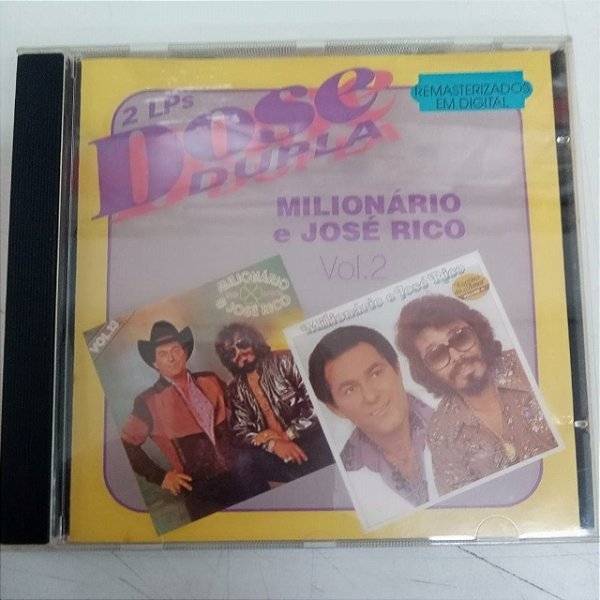 2 LPs
Dose
DUPLA
REMASTERIZADOS
EM DIGITAL
MILIONÁRIO
e JOSÉ RICO
Vol.2
MILIONÁRIO
e JOSÉ RICO
Milionário e José Rico